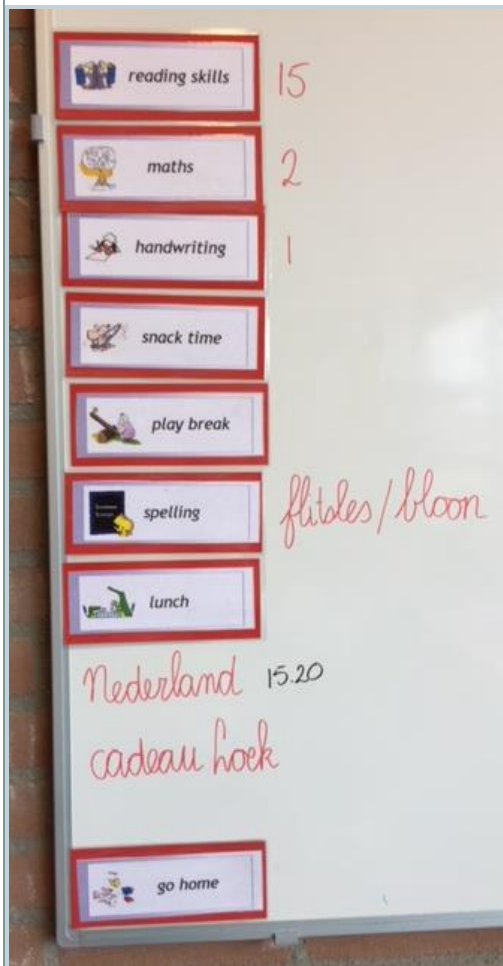 reading skills 15
maths 2
handwriting 1
snack time
play break
spelling flitsles/bloon
lunch
Nederland 15.20
cadeau hoek
go home